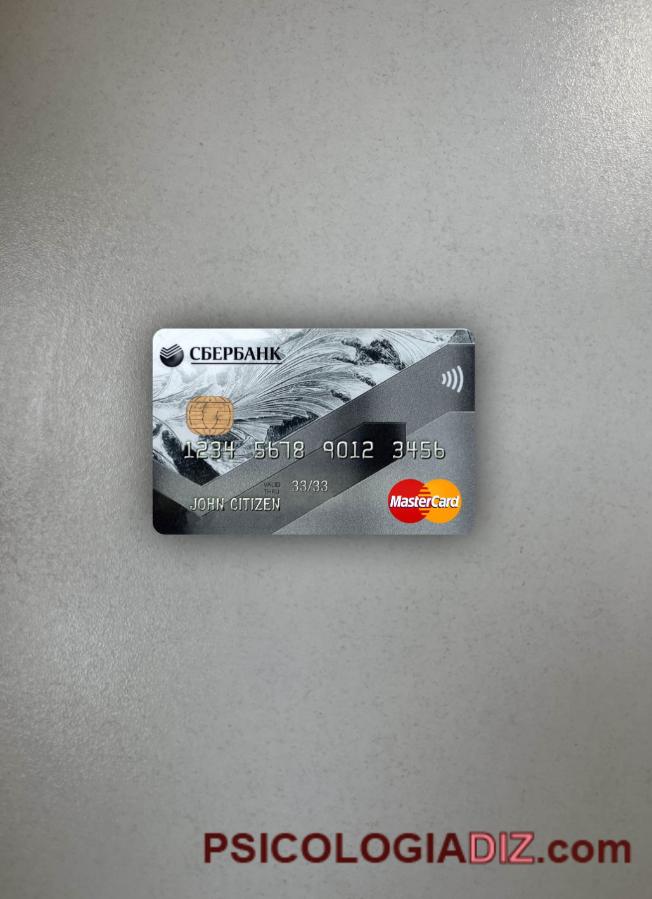 СБЕРБАНК
1234 5678 9012 3456
VALID THRU 33/33
JOHN CITIZEN
MasterCard
PSICOLOGIADIZ.com